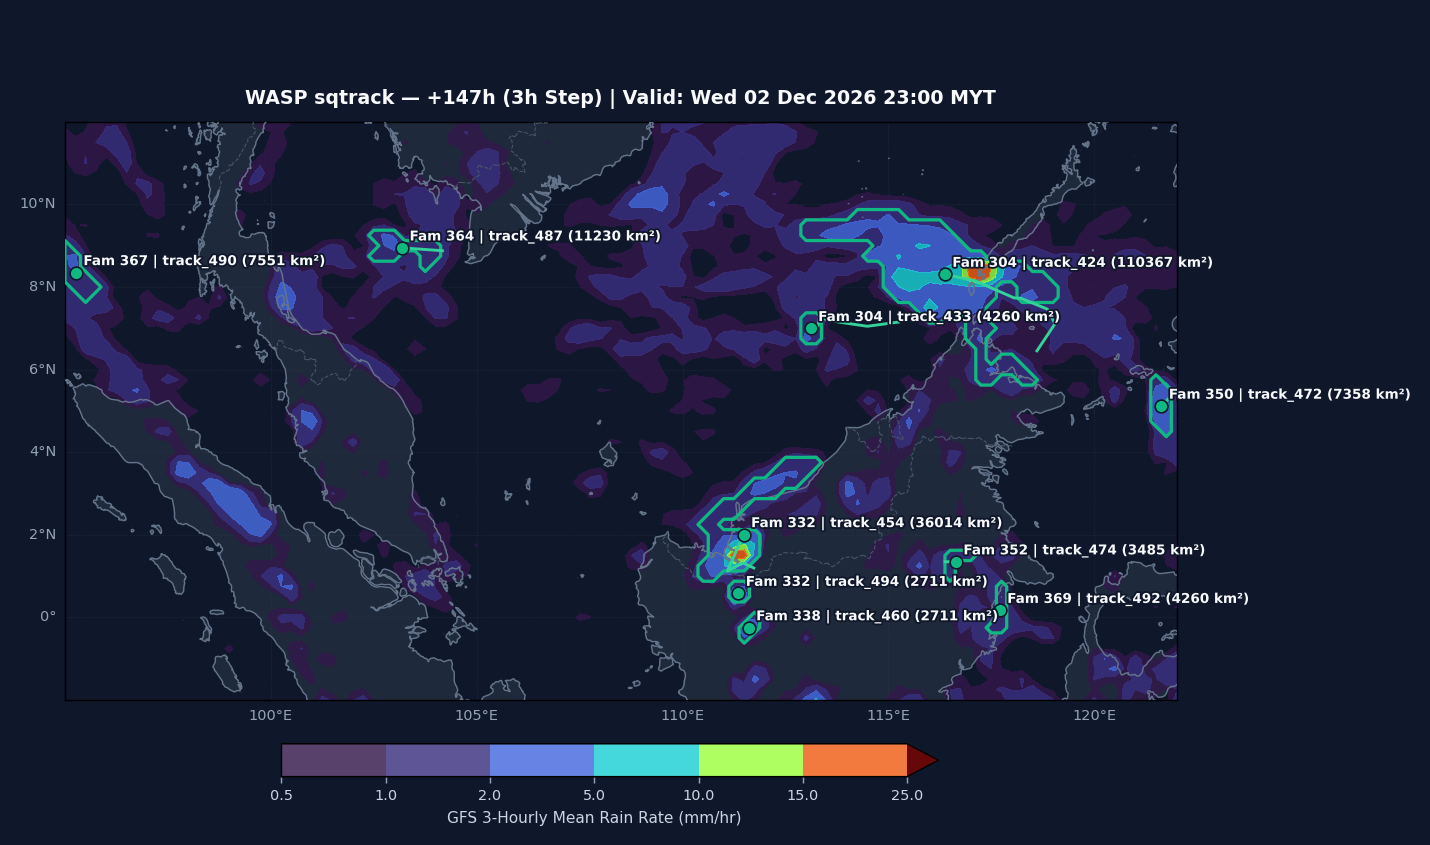 WASP sqtrack — +147h (3h Step) | Valid: Wed 02 Dec 2026 23:00 MYT
10°N
8°N
6°N
4°N
2°N
0°
Fam 364 | track_487 (11230 km²)
Fam 367 | track_490 (7551 km²)
Fam 304 | track_424 (110367 km²)
Fam 304 | track_433 (4260 km²)
Fam 350 | track_472 (7358 km²)
Fam 332 | track_454 (36014 km²)
Fam 352 | track_474 (3485 km²)
Fam 332 | track_494 (2711 km²)
Fam 369 | track_492 (4260 km²)
Fam 338 | track_460 (2711 km²)
100°E 105°E 110°E 115°E 120°E
0.5 1.0 2.0 5.0 10.0 15.0 25.0
GFS 3-Hourly Mean Rain Rate (mm/hr)